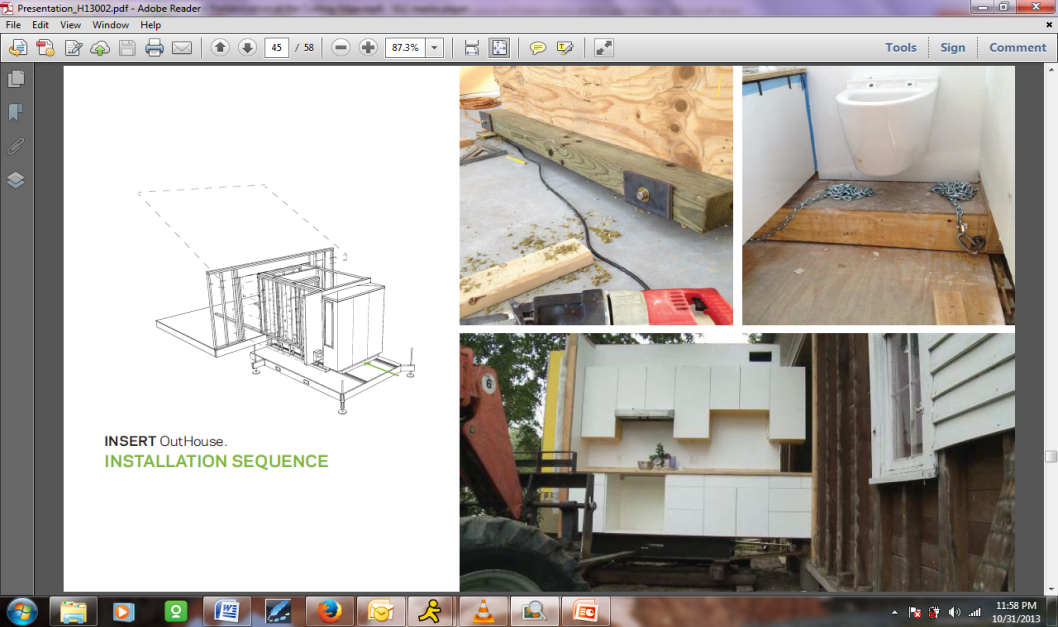 Presentation_H13002.pdf - Adobe Reader
File Edit View Window Help
45 / 58
87.3%
Tools Sign Comment
INSERT OutHouse.
INSTALLATION SEQUENCE
6
11:58 PM
10/31/2013